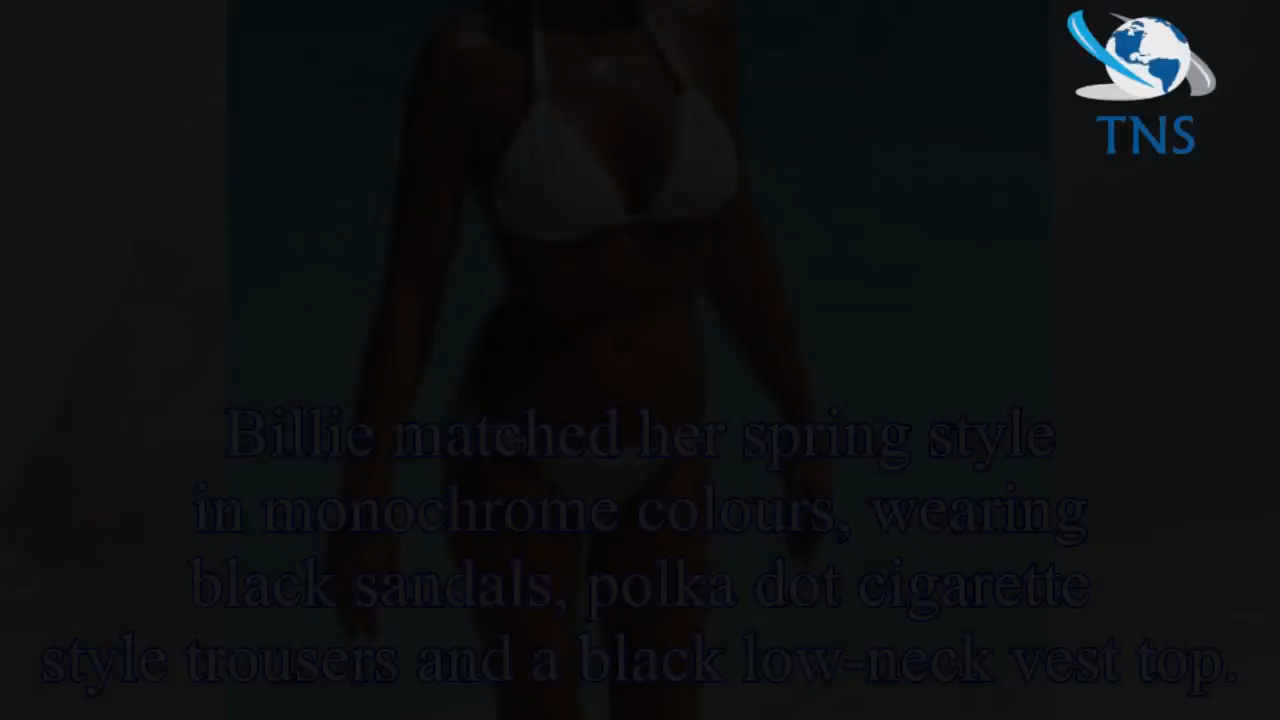 TNS
Billie matched her spring style
in monochrome colours, wearing
black sandals, polka dot cigarette
style trousers and a black low-neck vest top.